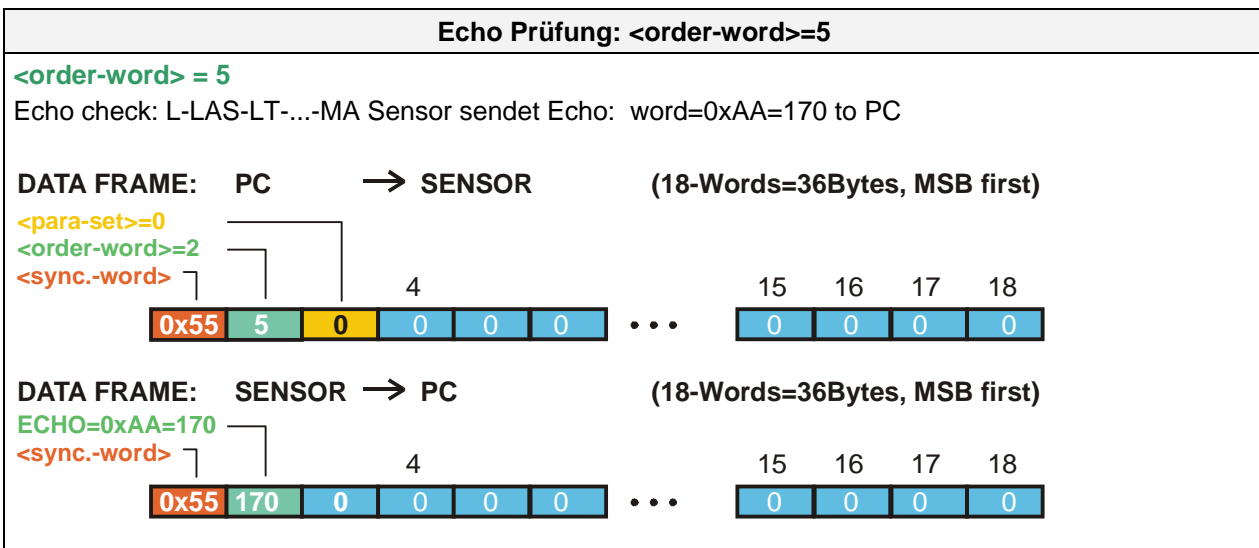 Echo Prüfung: <order-word>=5
<order-word> = 5
Echo check: L-LAS-LT-...-MA Sensor sendet Echo: word=0xAA=170 to PC
DATA FRAME: PC → SENSOR (18-Words=36Bytes, MSB first)
<para-set>=0
<order-word>=2
<sync.-word>
4 15 16 17 18
0x55 5 0 0 0 0 ••• 0 0 0 0
DATA FRAME: SENSOR → PC (18-Words=36Bytes, MSB first)
ECHO=0xAA=170
<sync.-word>
4 15 16 17 18
0x55 170 0 0 0 0 ••• 0 0 0 0